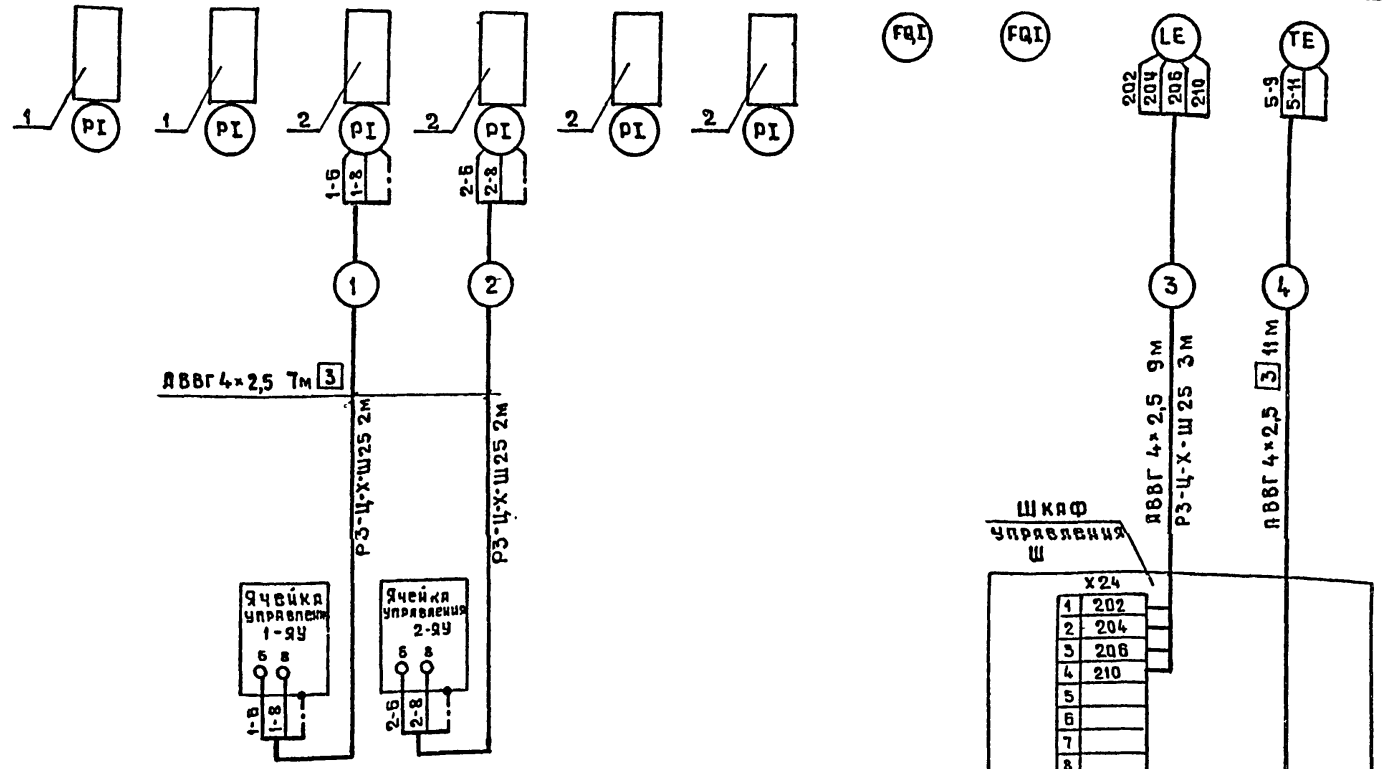 1 PI
1 PI
2 PI
2 PI
2 PI
2 PI
FQI
FQI
LE
TE
202
204
206
210
5-9
5-11
1-6
1-8
2-6
2-8
1
2
3
4
АВВГ 4×2,5 7м 3
РЗ-Ц-Х-Ш25 2м
РЗ-Ц-Х-Ш25 2м
АВВГ 4×2,5 9м
РЗ-Ц-Х-Ш25 3м
АВВГ 4×2,5 3 11м
Шкаф
управления
Ш
Ячейка
управления
1-ЯУ
6 8
1-6
1-8
Ячейка
управления
2-ЯУ
6 8
2-6
2-8
X24
1 202
2 204
3 206
4 210
5
6
7
8